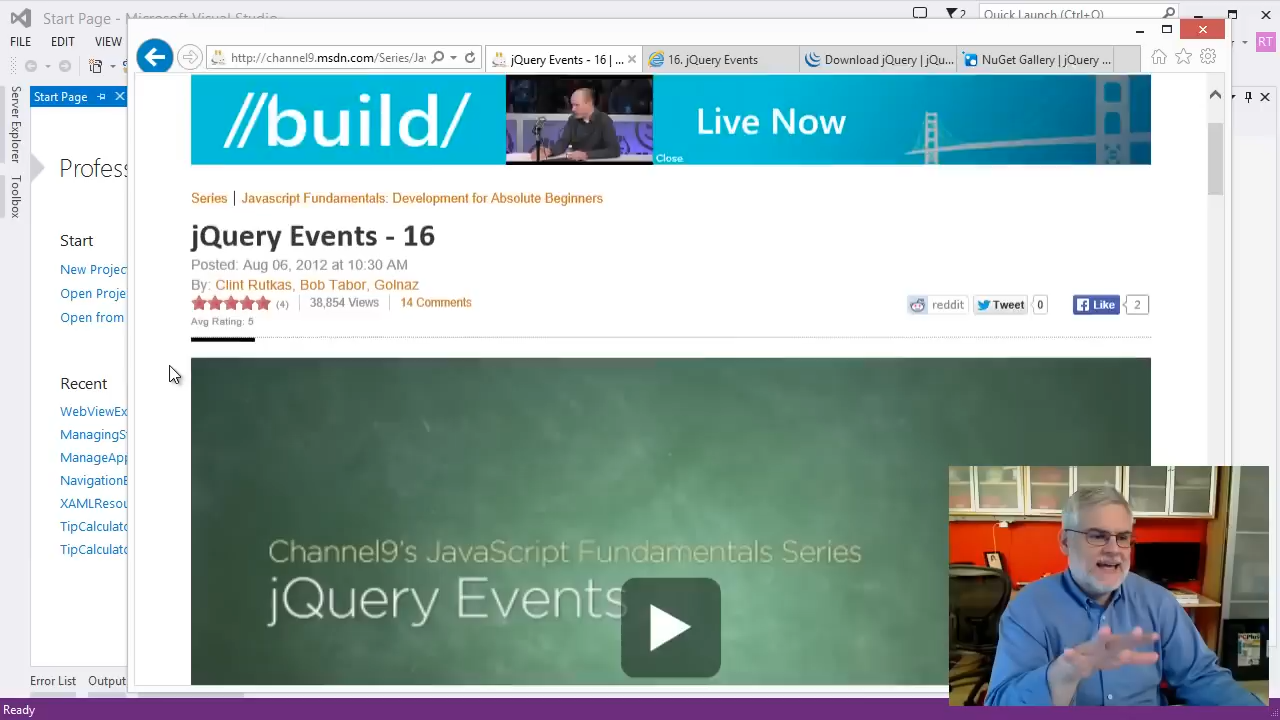 Start Page - Microsoft Visual Studio
2
Quick Launch (Ctrl+Q)
FILE EDIT VIEW
RT
http://channel9.msdn.com/Series/Ja
jQuery Events - 16 | ...
16. jQuery Events
Download jQuery | jQu...
NuGet Gallery | jQuery ...
Start Page
Server Explorer
Toolbox
//build/
Live Now
Close
Profess
Series | Javascript Fundamentals: Development for Absolute Beginners
jQuery Events - 16
Posted: Aug 06, 2012 at 10:30 AM
By: Clint Rutkas, Bob Tabor, Golnaz
(4) 38,854 Views 14 Comments
Avg Rating: 5
reddit Tweet 0 Like 2
Start
New Projec
Open Proje
Open from
Recent
WebViewEx
ManagingS
ManageApp
NavigationE
XAMLResou
TipCalculato
TipCalculato
Channel9's JavaScript Fundamentals Series
jQuery Events
Error List Output
Ready